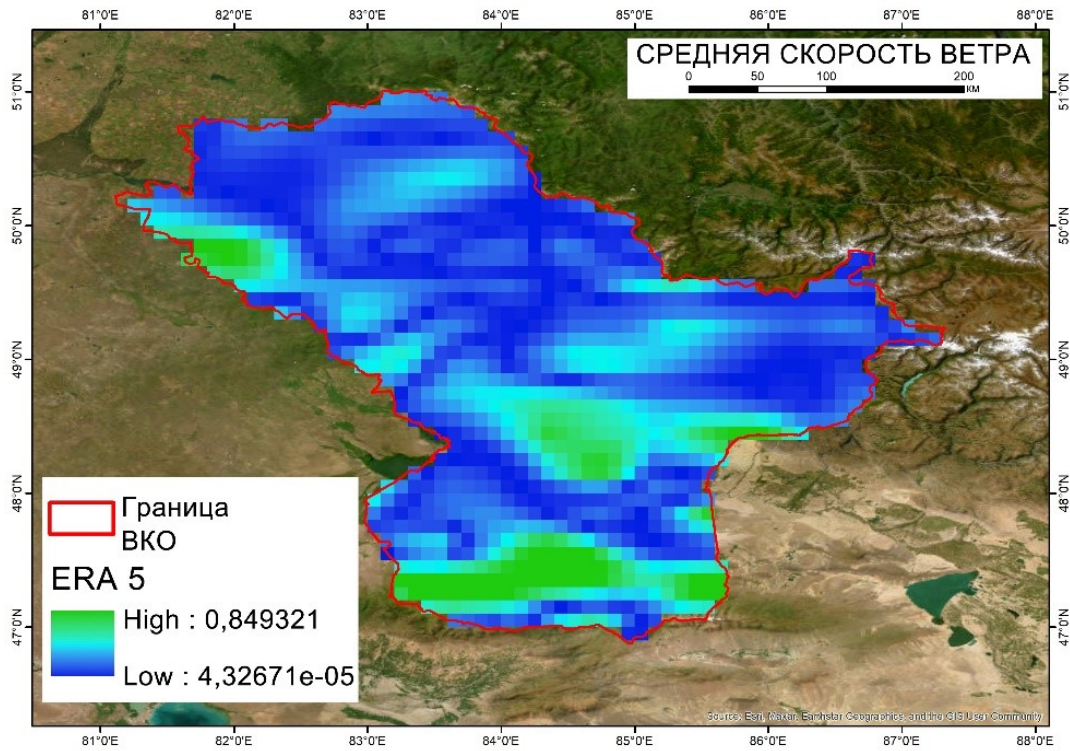 81°0'E 82°0'E 83°0'E 84°0'E 85°0'E 86°0'E 87°0'E 88°0'E
СРЕДНЯЯ СКОРОСТЬ ВЕТРА
0 50 100 200
КМ
51°0'N 51°0'N
50°0'N 50°0'N
49°0'N 49°0'N
48°0'N 48°0'N
47°0'N 47°0'N
Граница
ВКО
ERA 5
High : 0,849321
Low : 4,32671e-05
Source: Esri, Maxar, Earthstar Geographics, and the GIS User Community
81°0'E 82°0'E 83°0'E 84°0'E 85°0'E 86°0'E 87°0'E 88°0'E